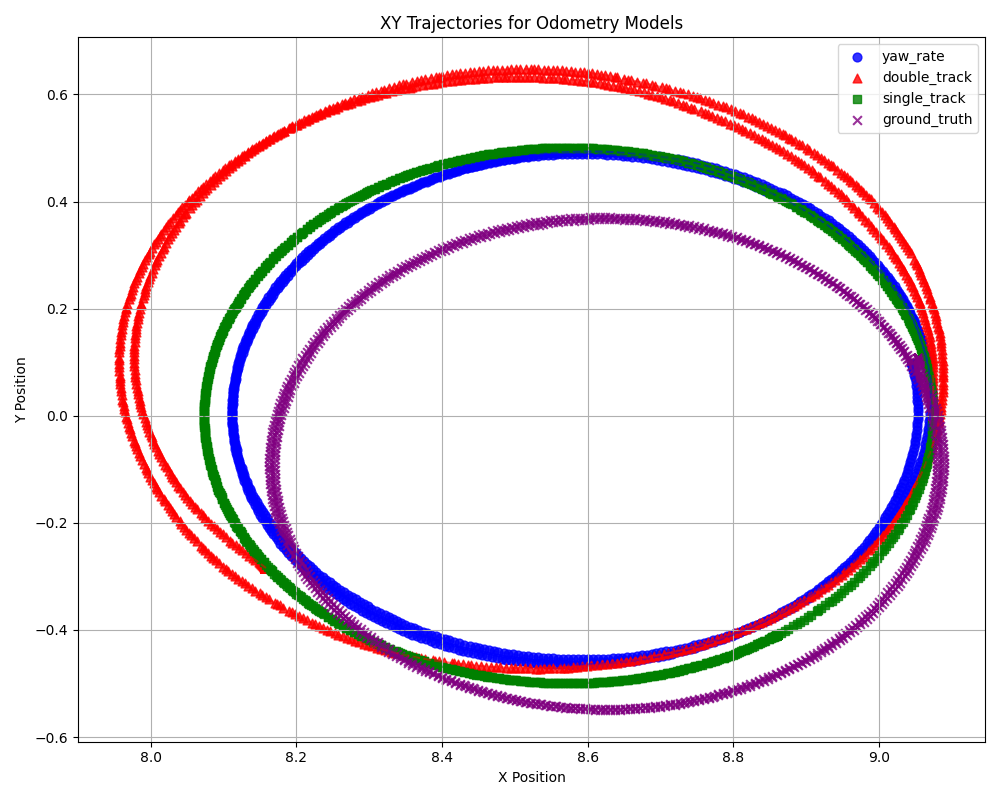 XY Trajectories for Odometry Models
yaw_rate
double_track
single_track
ground_truth
0.6
0.4
0.2
0.0
−0.2
−0.4
−0.6
Y Position
8.0
8.2
8.4
8.6
8.8
9.0
X Position